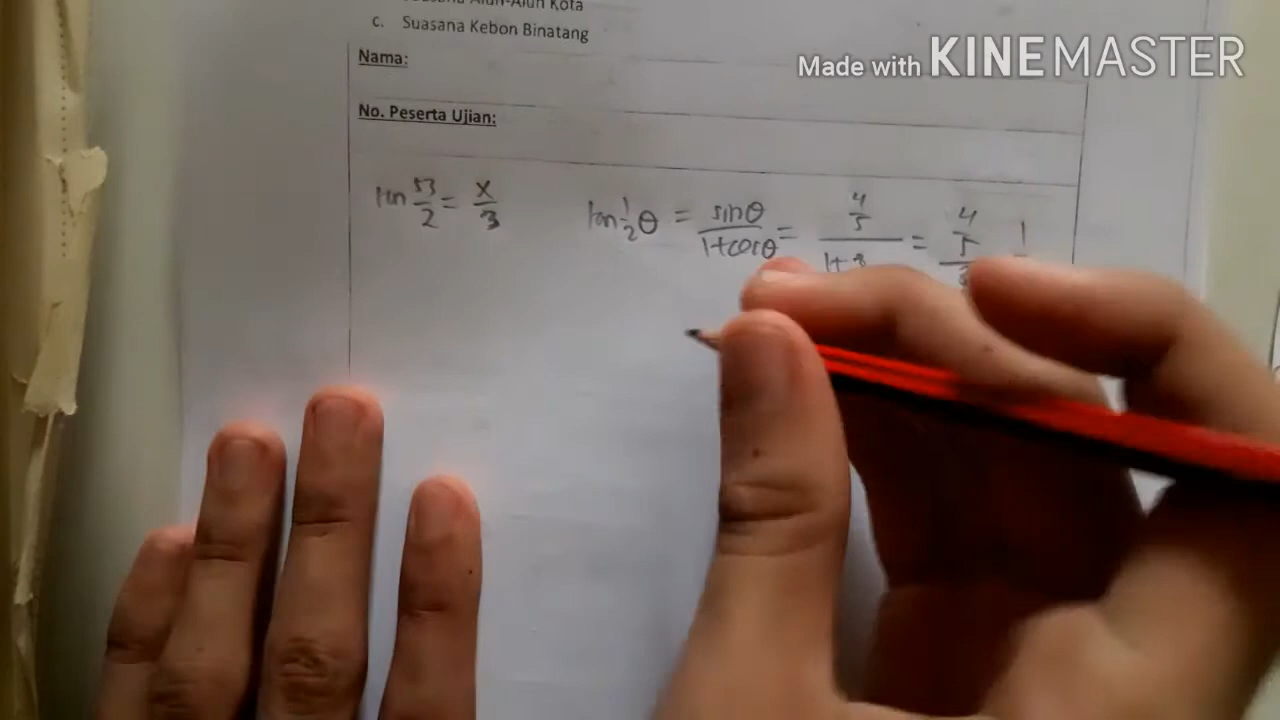 Kota
c. Suasana Kebon Binatang
Made with KINEMASTER
Nama:
No. Peserta Ujian:
tan 53/2 = x/3
tan 1/2 θ = sinθ/1+cosθ = 4/5 / 1+ = 4/5